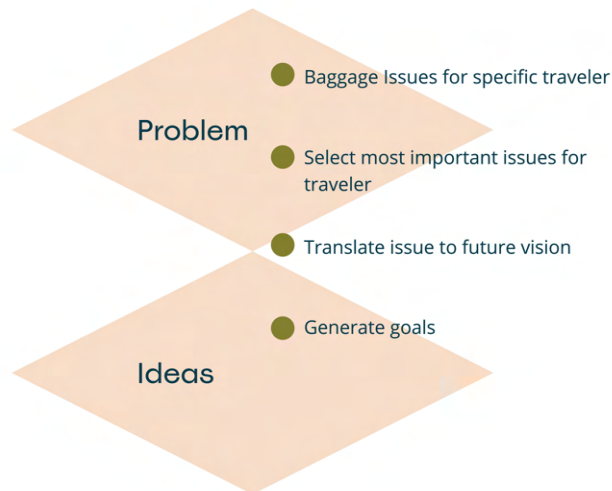 Baggage Issues for specific traveler
Problem
Select most important issues for
traveler
Translate issue to future vision
Generate goals
Ideas